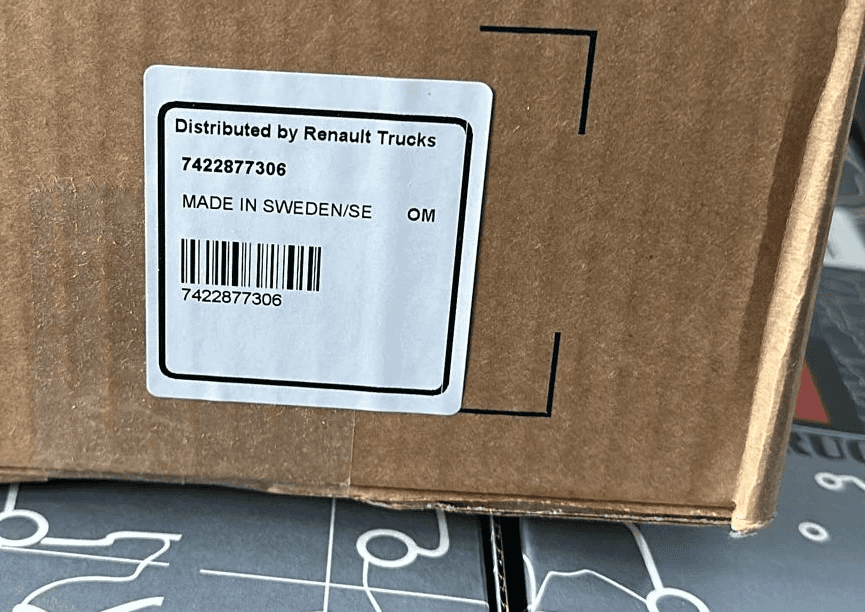 Distributed by Renault Trucks
7422877306
MADE IN SWEDEN/SE OM
7422877306